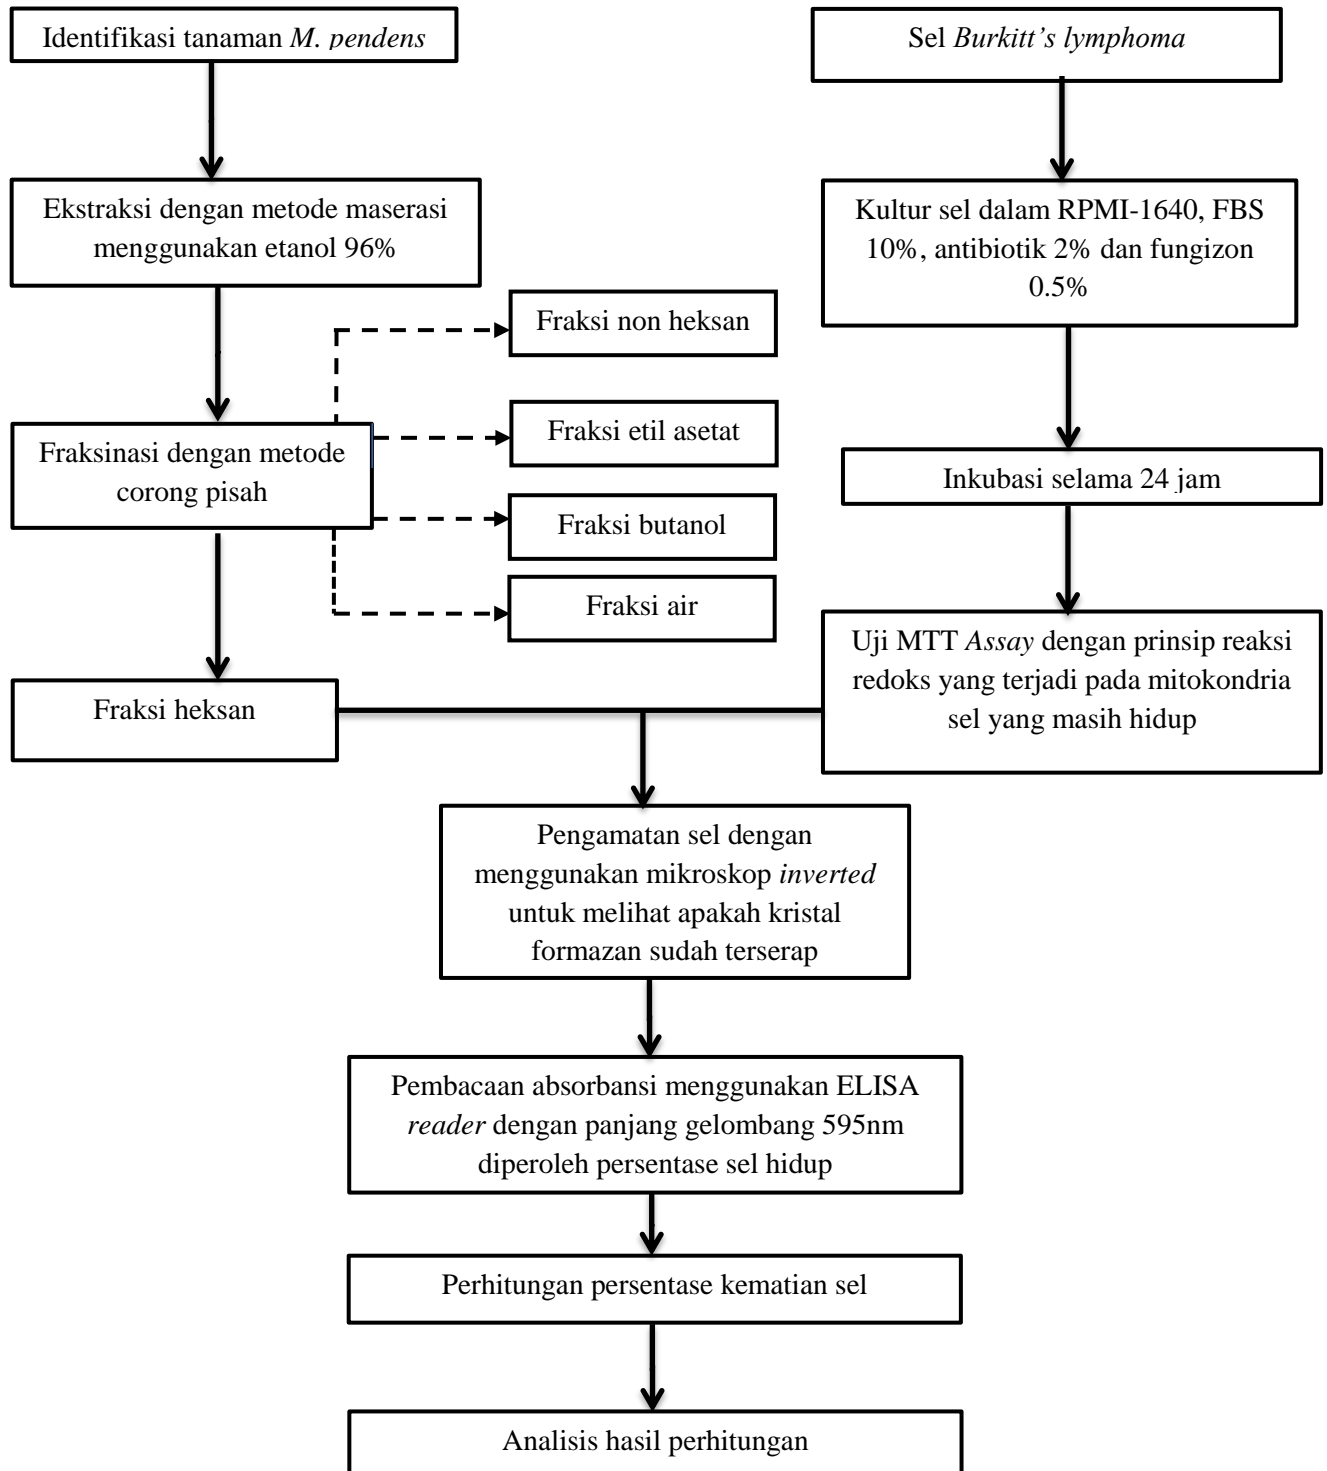 Identifikasi tanaman M. pendens
Sel Burkitt’s lymphoma
Ekstraksi dengan metode maserasi
menggunakan etanol 96%
Kultur sel dalam RPMI-1640, FBS
10%, antibiotik 2% dan fungizon
0.5%
Fraksi non heksan
Fraksi etil asetat
Fraksinasi dengan metode
corong pisah
Inkubasi selama 24 jam
Fraksi butanol
Fraksi air
Uji MTT Assay dengan prinsip reaksi
redoks yang terjadi pada mitokondria
sel yang masih hidup
Fraksi heksan
Pengamatan sel dengan
menggunakan mikroskop inverted
untuk melihat apakah kristal
formazan sudah terserap
Pembacaan absorbansi menggunakan ELISA
reader dengan panjang gelombang 595nm
diperoleh persentase sel hidup
Perhitungan persentase kematian sel
Analisis hasil perhitungan